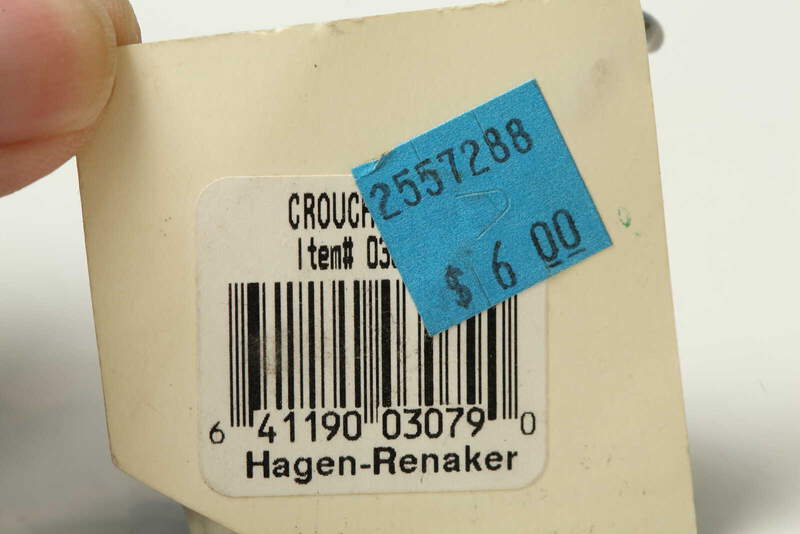 2557288
$ 6 00
CROUCH
Item# 03
6 41190 03079 0
Hagen-Renaker